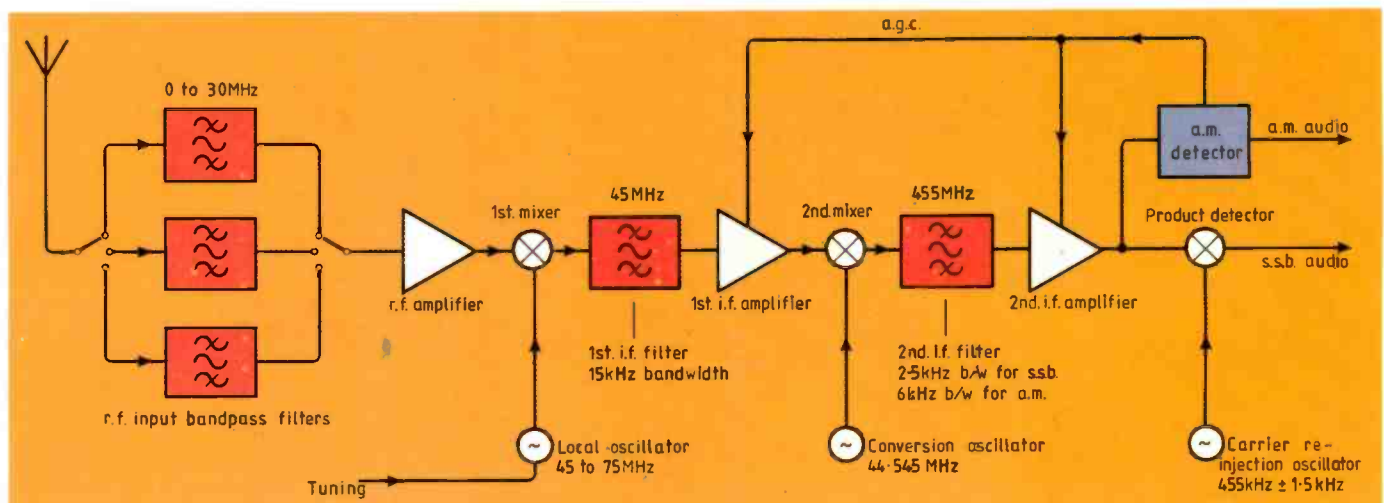 a.g.c.
0 to 30MHz
a.m. audio
a.m.
detector
1st. mixer
45MHz
2nd. mixer
455MHz
Product detector
s.s.b. audio
r.f. amplifier
1st. i.f. amplifier
2nd. i.f. amplifier
1st. i.f. filter
15kHz bandwidth
2nd. I.f. filter
2·5kHz b/w for s.s.b.
6kHz b/w for a.m.
r.f. input bandpass filters
~ Local oscillator
45 to 75MHz
~ Conversion oscillator
44·545 MHz
~ Carrier re-
injection oscillator
455kHz ± 1·5 kHz
Tuning